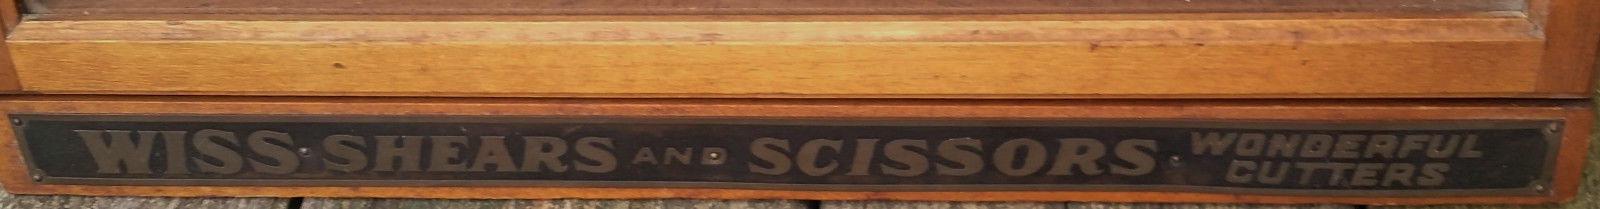 WISS SHEARS AND SCISSORS WONDERFUL
CUTTERS